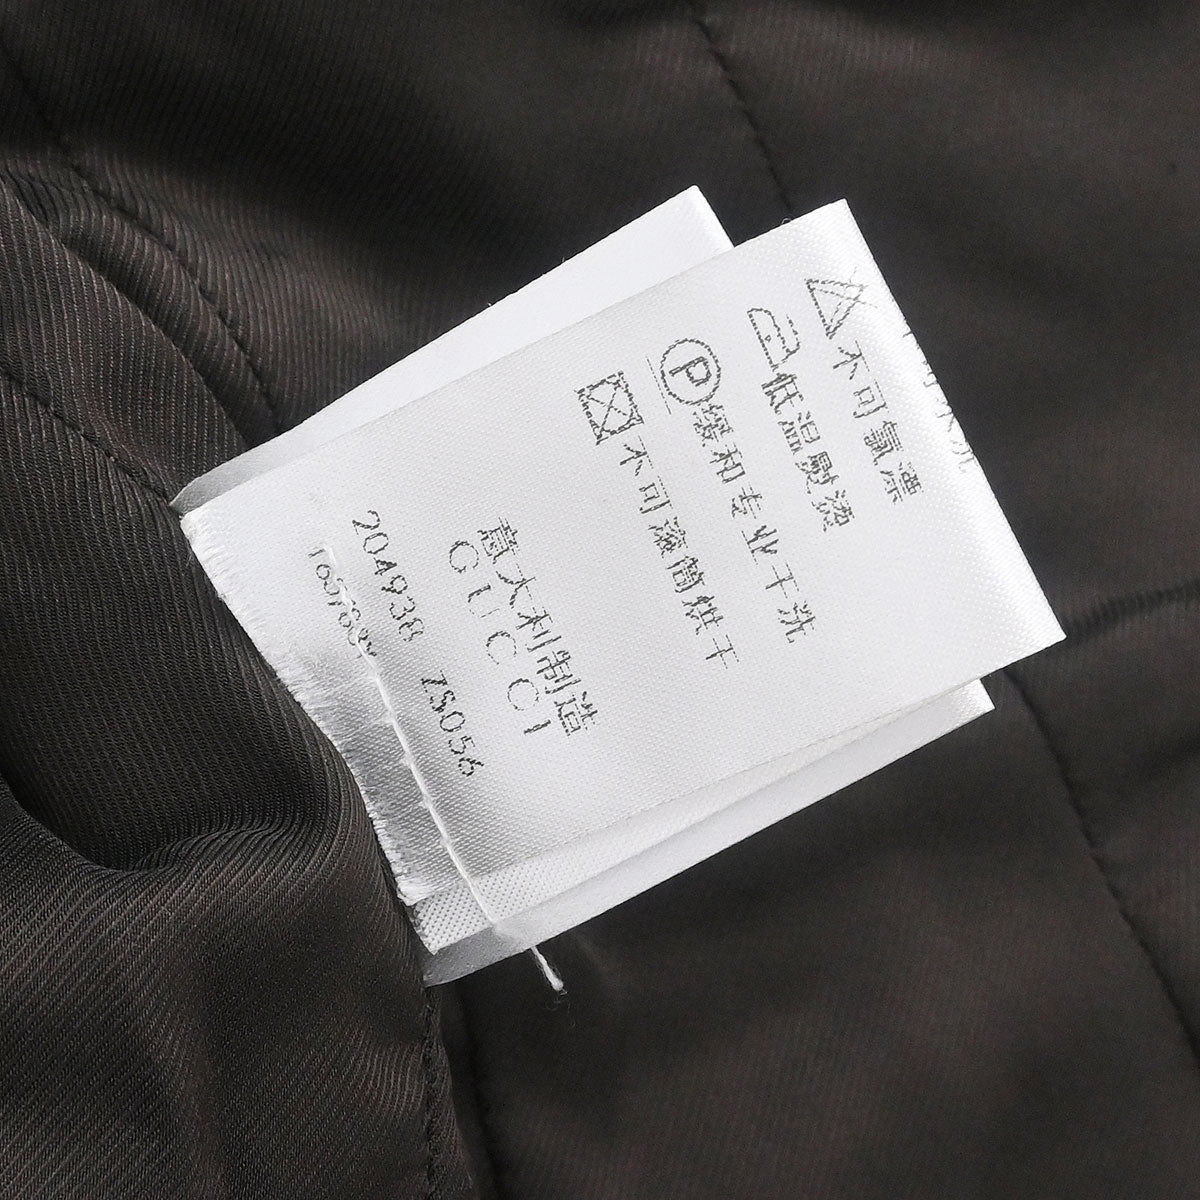 不可氯漂
低温熨烫
P
缓和专业干洗
不可滚筒烘干
意大利制造
GUCCI
204938 ZS056